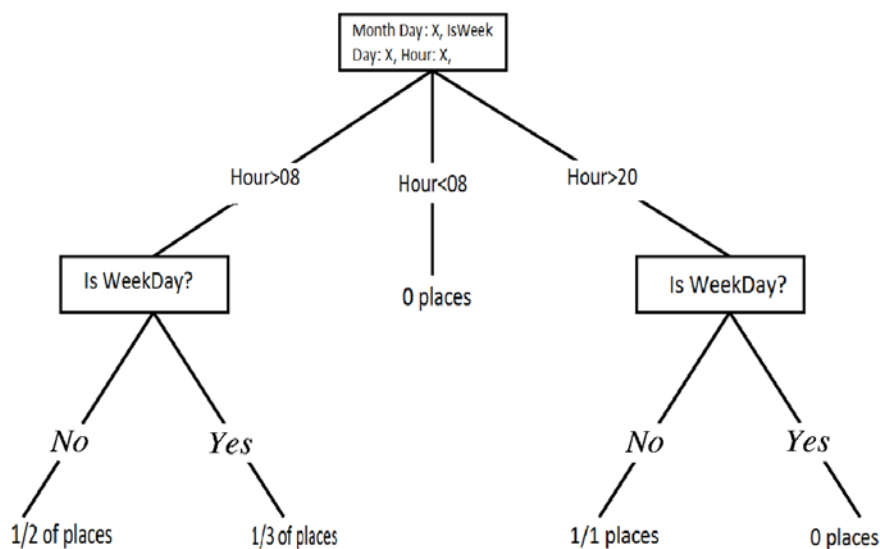 Month Day: X, IsWeek
Day: X, Hour: X,
Hour>08
Hour<08
Hour>20
Is WeekDay?
0 places
Is WeekDay?
No
Yes
No
Yes
1/2 of places
1/3 of places
1/1 places
0 places